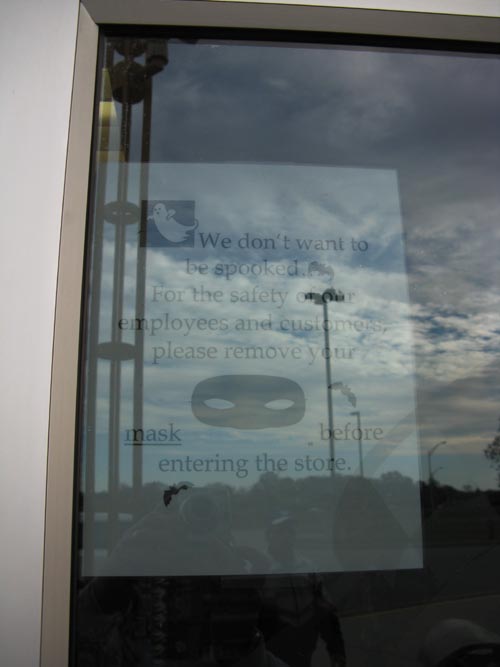 We don't want to
be spooked.
For the safety of our
employees and customers,
please remove your
mask before
entering the store.